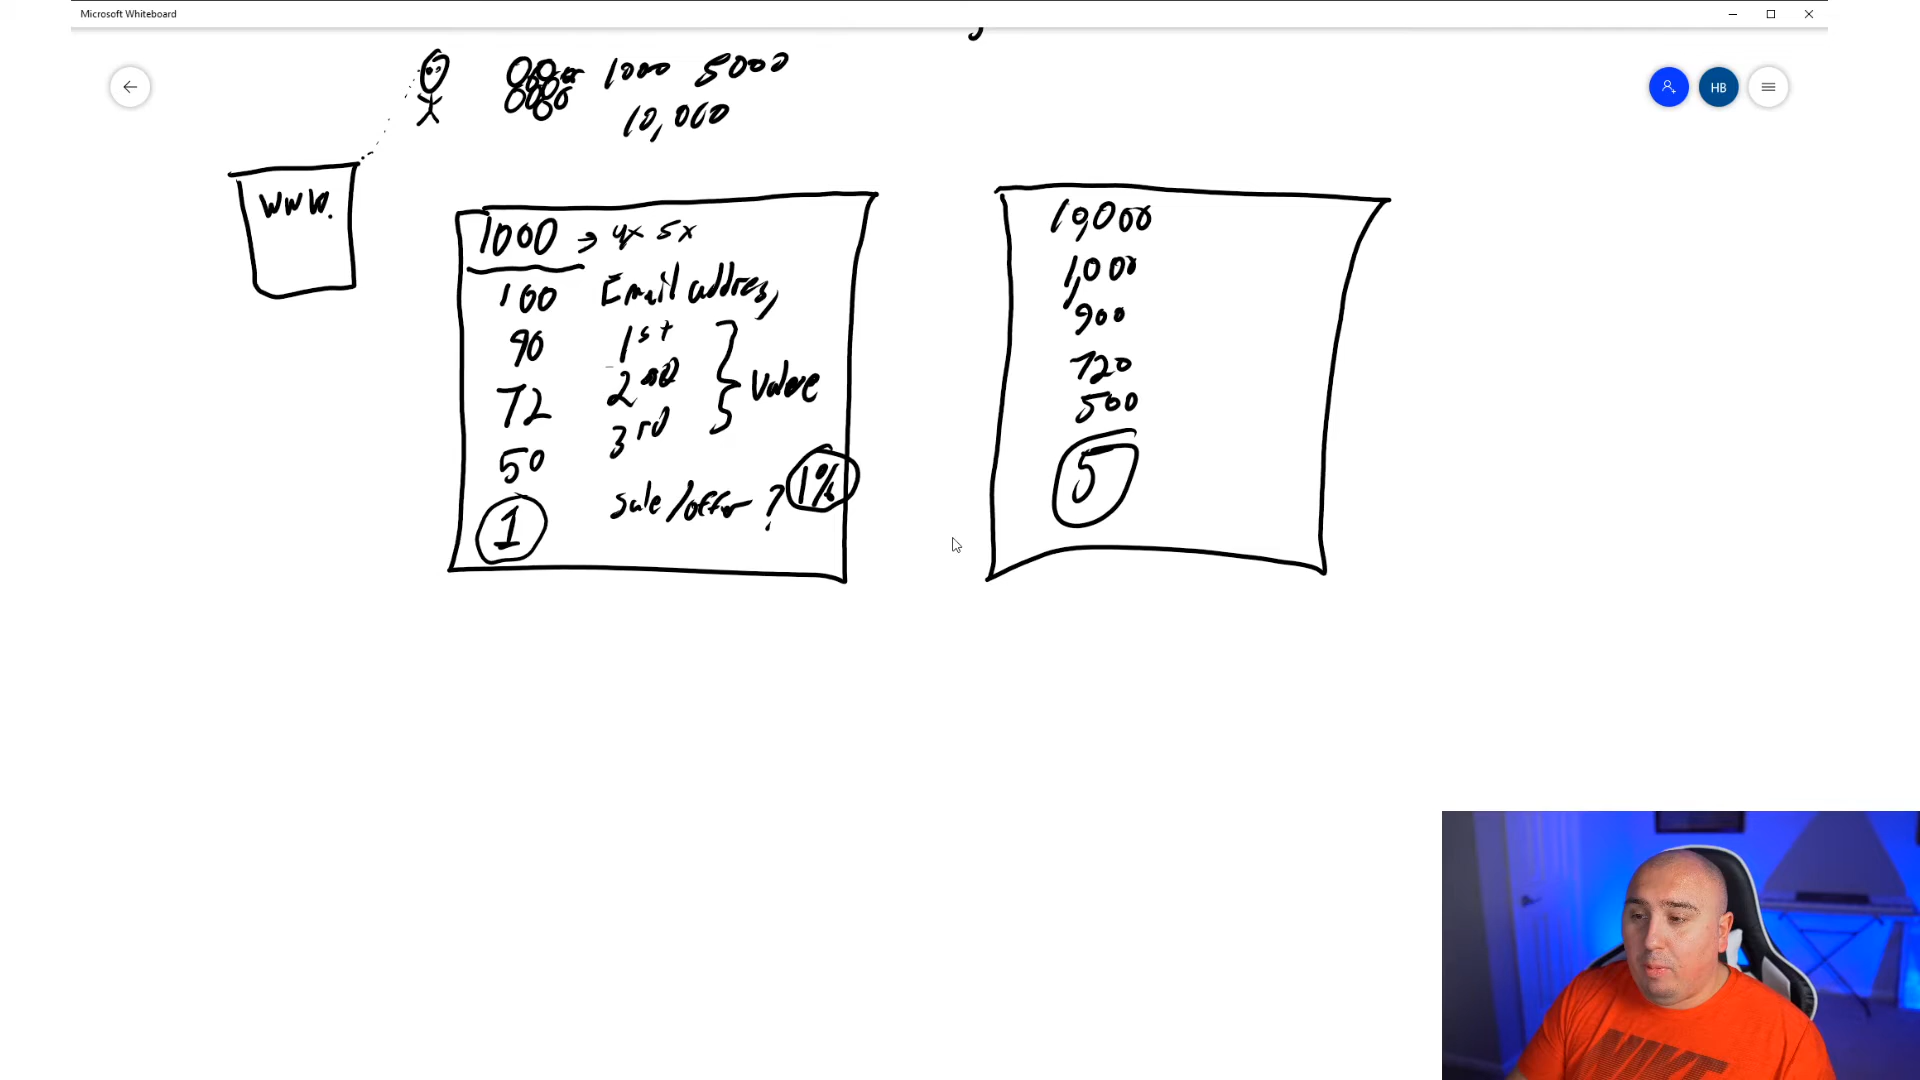 Microsoft Whiteboard
HB
1000 5000
10,000
WWW.
1000 → 4x 5x
100 Email address,
90 1st
72 2nd
50 3rd
Value
1 sale/offer ? 1%
10,000
1,000
900
720
500
5
NIKE